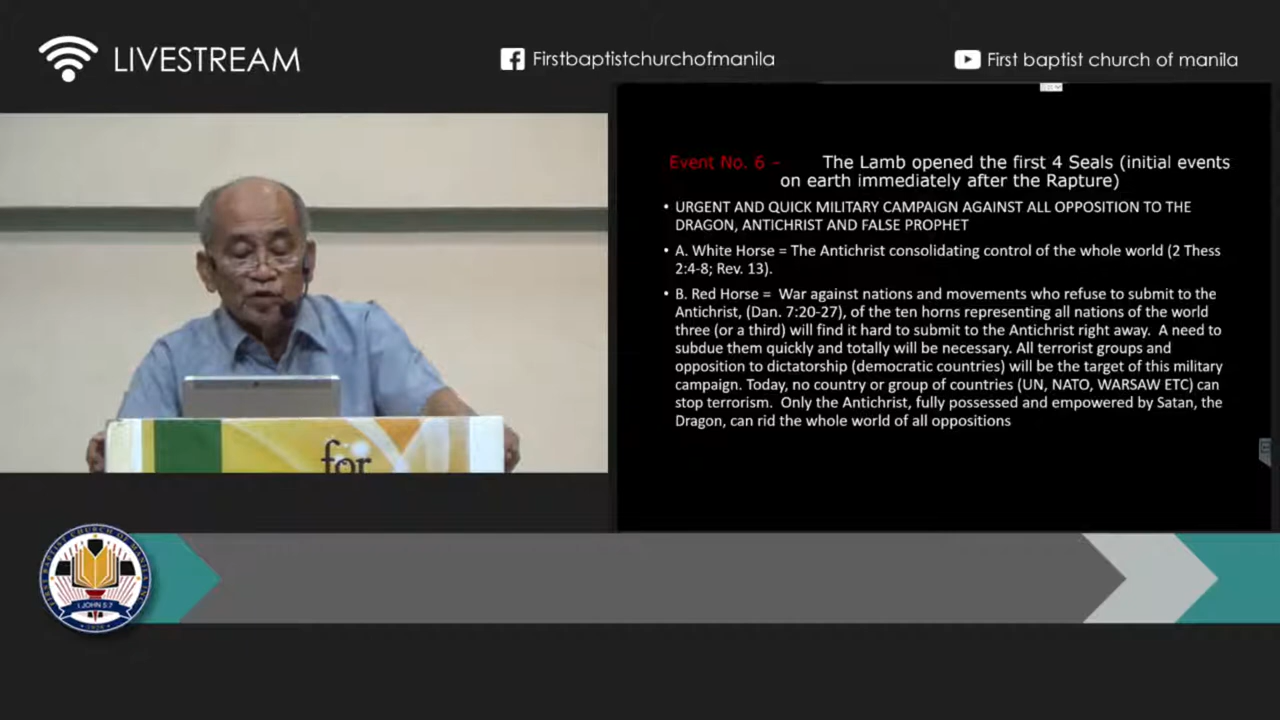 LIVESTREAM
Firstbaptistchurchofmanila
First baptist church of manila
Event No. 6 – The Lamb opened the first 4 Seals (initial events
on earth immediately after the Rapture)
• URGENT AND QUICK MILITARY CAMPAIGN AGAINST ALL OPPOSITION TO THE
DRAGON, ANTICHRIST AND FALSE PROPHET
• A. White Horse = The Antichrist consolidating control of the whole world (2 Thess
2:4-8; Rev. 13).
• B. Red Horse = War against nations and movements who refuse to submit to the
Antichrist, (Dan. 7:20-27), of the ten horns representing all nations of the world
three (or a third) will find it hard to submit to the Antichrist right away. A need to
subdue them quickly and totally will be necessary. All terrorist groups and
opposition to dictatorship (democratic countries) will be the target of this military
campaign. Today, no country or group of countries (UN, NATO, WARSAW ETC) can
stop terrorism. Only the Antichrist, fully possessed and empowered by Satan, the
Dragon, can rid the whole world of all oppositions
for
FIRST BAPTIST CHURCH OF MANILA INC.
1 JOHN 5:7